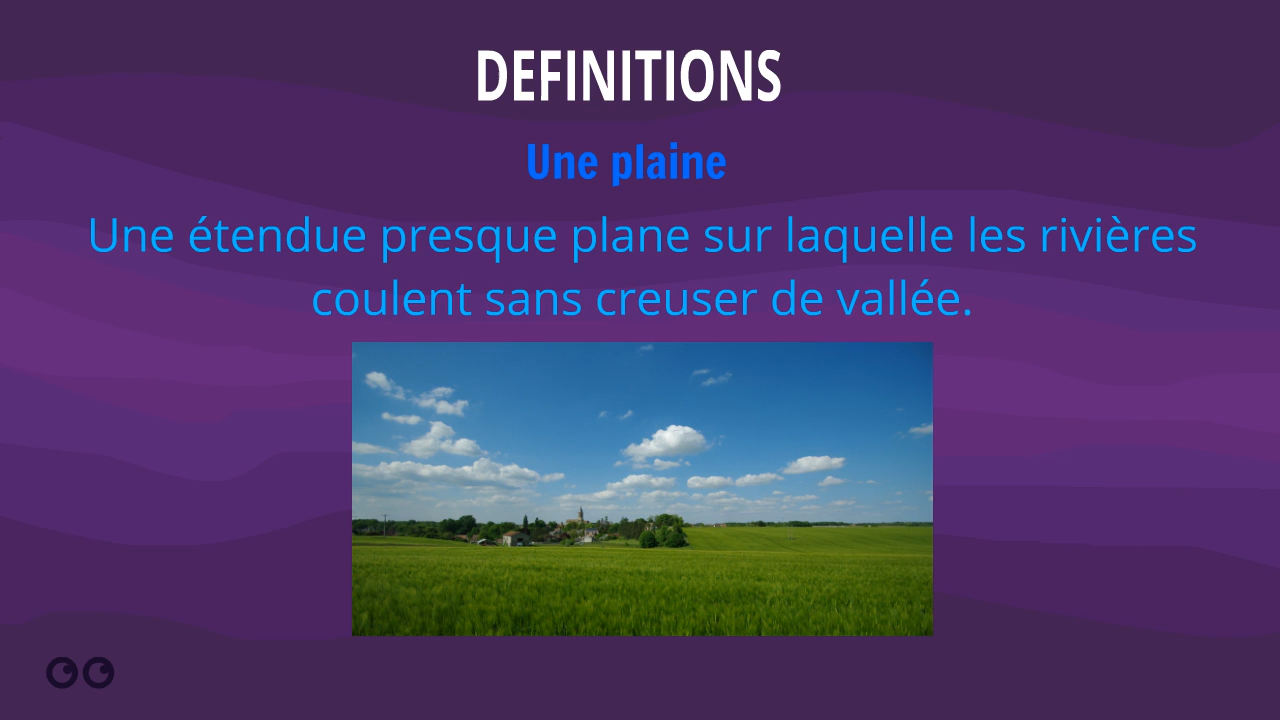 DEFINITIONS
Une plaine
Une étendue presque plane sur laquelle les rivières
coulent sans creuser de vallée.